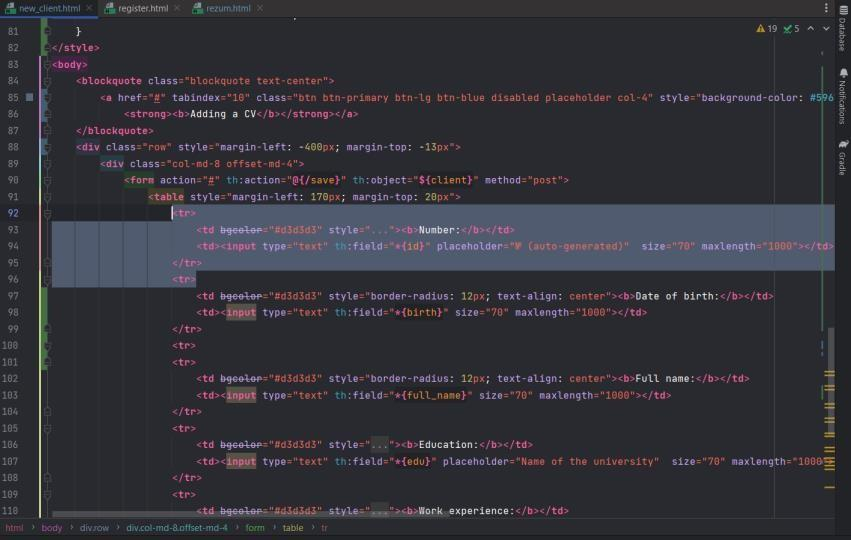 new_client.html × register.html × rezum.html ×
81 }
82 </style>
83 <body>
84 <blockquote class="blockquote text-center">
85 <a href="#" tabindex="10" class="btn btn-primary btn-lg btn-blue disabled placeholder col-4" style="background-color: #596
86 <strong><b>Adding a CV</b></strong></a>
87 </blockquote>
88 <div class="row" style="margin-left: -400px; margin-top: -13px">
89 <div class="col-md-8 offset-md-4">
90 <form action="#" th:action="@{/save}" th:object="${client}" method="post">
91 <table style="margin-left: 170px; margin-top: 20px">
92 <tr>
93 <td bgcolor="#d3d3d3" style="..."><b>Number:</b></td>
94 <td><input type="text" th:field="*{id}" placeholder="№ (auto-generated)" size="70" maxlength="1000"></td>
95 </tr>
96 <tr>
97 <td bgcolor="#d3d3d3" style="border-radius: 12px; text-align: center"><b>Date of birth:</b></td>
98 <td><input type="text" th:field="*{birth}" size="70" maxlength="1000"></td>
99 </tr>
100 <tr>
101 <tr>
102 <td bgcolor="#d3d3d3" style="border-radius: 12px; text-align: center"><b>Full name:</b></td>
103 <td><input type="text" th:field="*{full_name}" size="70" maxlength="1000"></td>
104 </tr>
105 <tr>
106 <td bgcolor="#d3d3d3" style="..."><b>Education:</b></td>
107 <td><input type="text" th:field="*{edu}" placeholder="Name of the university" size="70" maxlength="1000
108 </tr>
109 <tr>
110 <td bgcolor="#d3d3d3" style="..."><b>Work experience:</b></td>
html › body › div.row › div.col-md-8.offset-md-4 › form › table › tr
19 5
Database
Notifications
Gradle